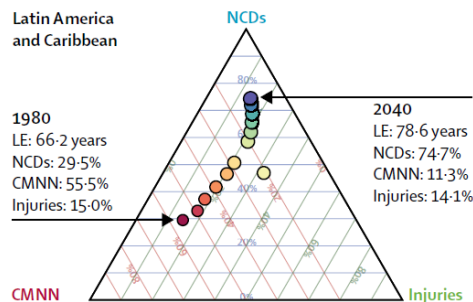 Latin America
and Caribbean
NCDs
80%
1980
LE: 66·2 years
NCDs: 29·5%
CMNN: 55·5%
Injuries: 15·0%
2040
LE: 78·6 years
NCDs: 74·7%
CMNN: 11·3%
Injuries: 14·1%
20%
0%
CMNN
Injuries